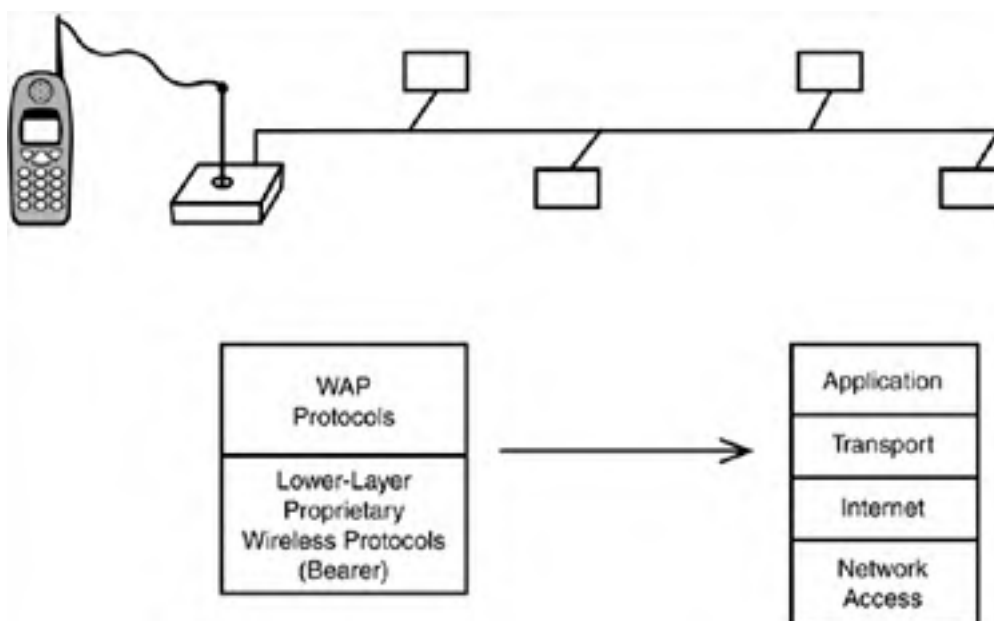 WAP
Protocols
Lower-Layer
Proprietary
Wireless Protocols
(Bearer)
Application
Transport
Internet
Network
Access